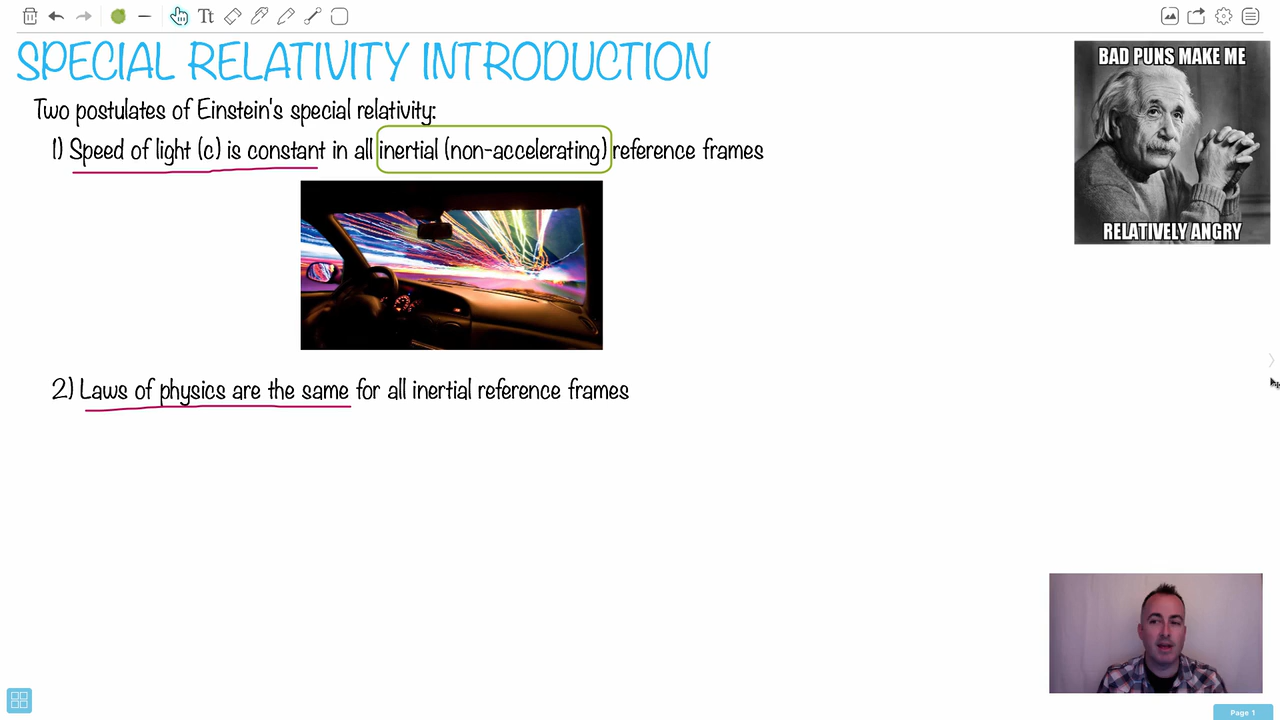 Tt
SPECIAL RELATIVITY INTRODUCTION
Two postulates of Einstein's special relativity:
1) Speed of light (c) is constant in all inertial (non-accelerating) reference frames
2) Laws of physics are the same for all inertial reference frames
BAD PUNS MAKE ME
RELATIVELY ANGRY
Page 1